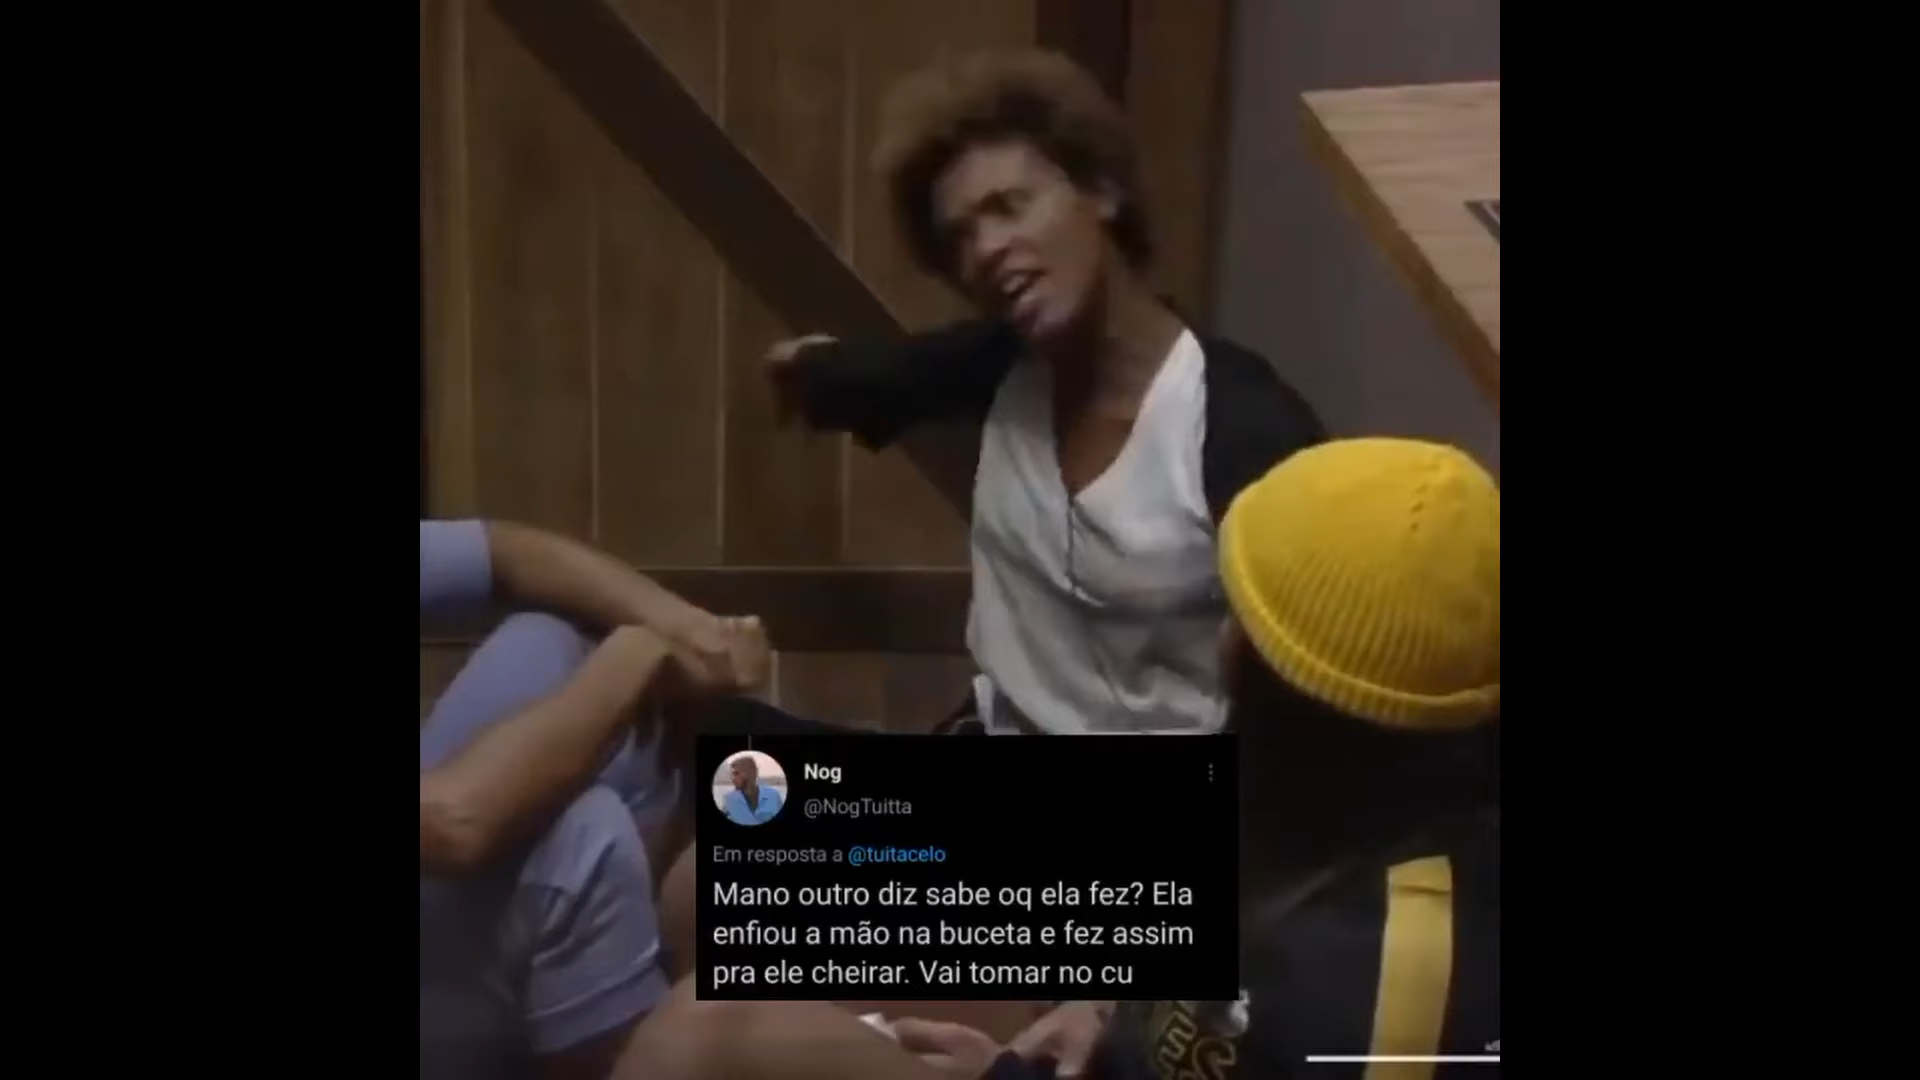 Nog
@NogTuitta
Em resposta a @tuitacelo
Mano outro diz sabe oq ela fez? Ela
enfiou a mão na buceta e fez assim
pra ele cheirar. Vai tomar no cu